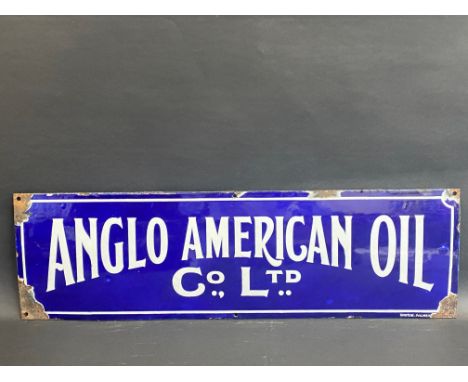 ANGLO AMERICAN OIL
Co., LTD..